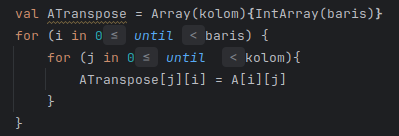 val ATranspose = Array(kolom){IntArray(baris)}
for (i in 0 ≤ until < baris) {
for (j in 0 ≤ until < kolom){
ATranspose[j][i] = A[i][j]
}
}